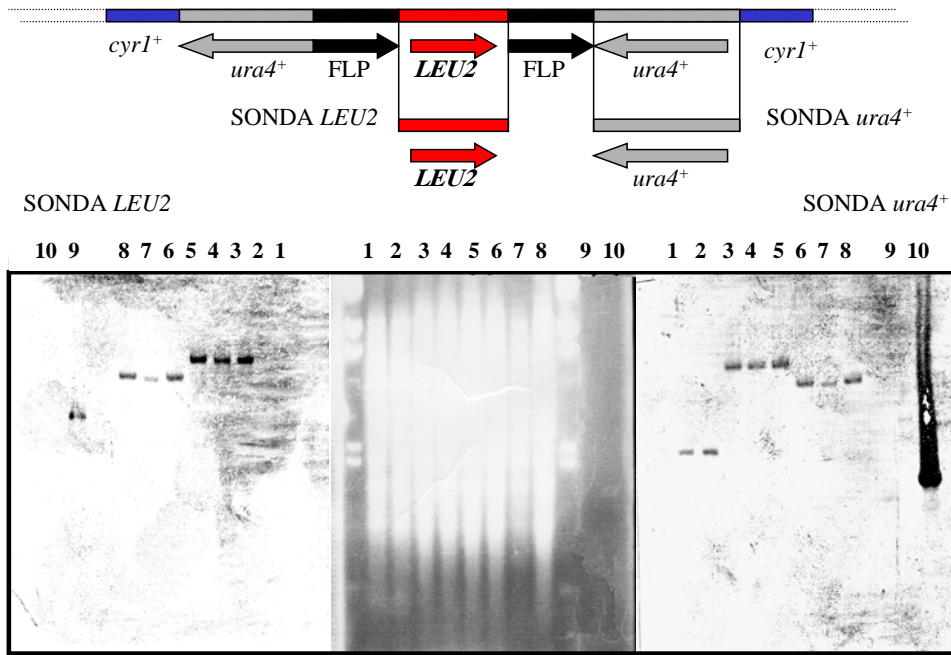 cyr1+ ura4+ FLP LEU2 FLP ura4+ cyr1+
SONDA LEU2 SONDA ura4+
LEU2 ura4+
SONDA LEU2 SONDA ura4+
10 9 8 7 6 5 4 3 2 1 1 2 3 4 5 6 7 8 9 10 1 2 3 4 5 6 7 8 9 10